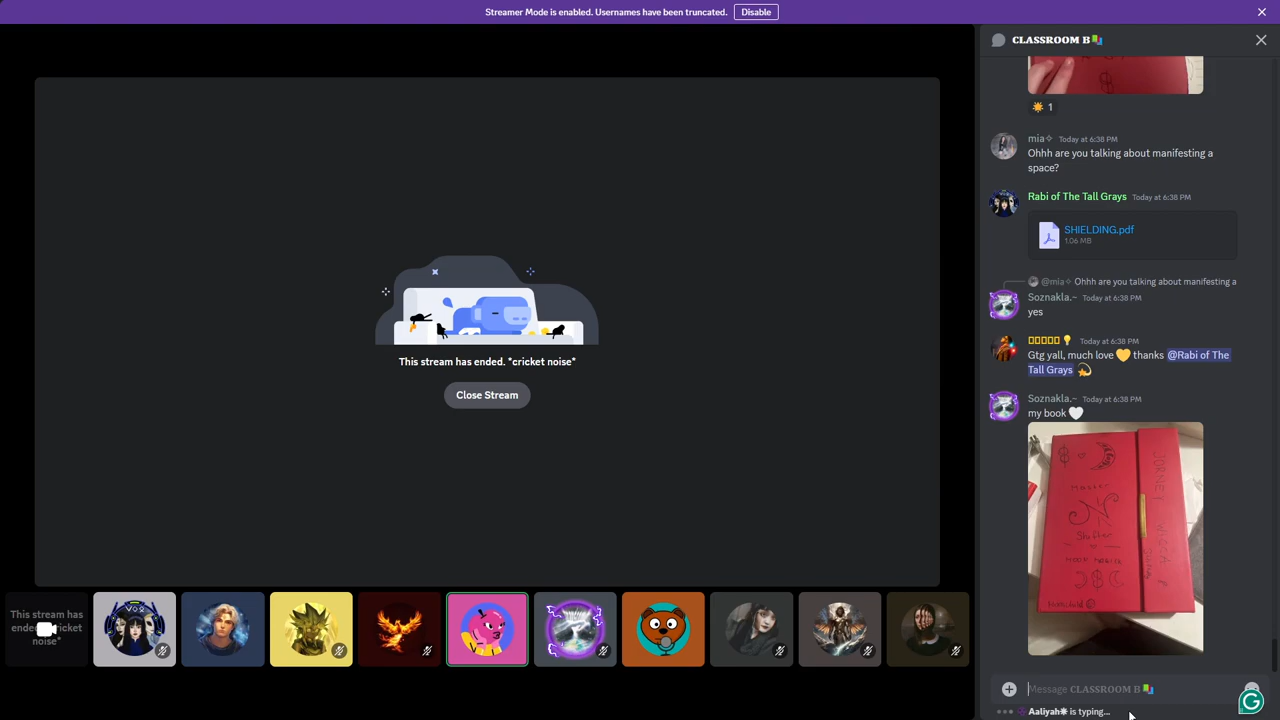 Streamer Mode is enabled. Usernames have been truncated.
Disable
CLASSROOM B
1
mia✧ Today at 6:38 PM
Ohhh are you talking about manifesting a
space?
Rabi of The Tall Grays Today at 6:38 PM
SHIELDING.pdf
1.06 MB
@mia✧ Ohhh are you talking about manifesting a
Soznakla.~ Today at 6:38 PM
yes
Today at 6:38 PM
Gtg yall, much love 💛 thanks @Rabi of The
Tall Grays 💫
Soznakla.~ Today at 6:38 PM
my book 🤍
JORNEY WICCA &
Master
N
Shifter
This stream has ended. *cricket noise*
Close Stream
This stream has
ended. *cricket
noise*
VOX
Message CLASSROOM B
Aaliyah✵ is typing...